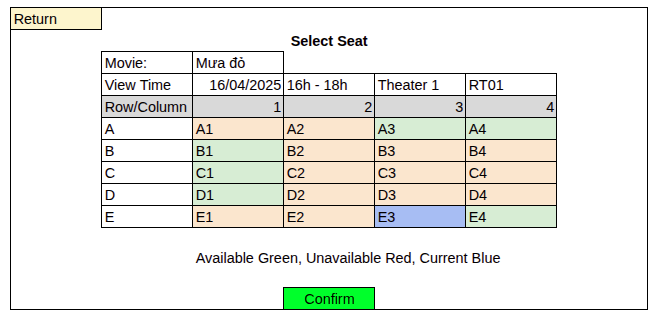 Return
Select Seat
Movie: Mưa đỏ
View Time 16/04/2025 16h - 18h Theater 1 RT01
Row/Column 1 2 3 4
A A1 A2 A3 A4
B B1 B2 B3 B4
C C1 C2 C3 C4
D D1 D2 D3 D4
E E1 E2 E3 E4
Available Green, Unavailable Red, Current Blue
Confirm